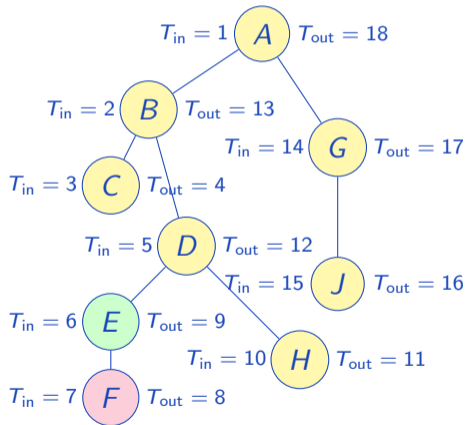 T_in = 1 A T_out = 18
T_in = 2 B T_out = 13
T_in = 14 G T_out = 17
T_in = 3 C T_out = 4
T_in = 5 D T_out = 12
T_in = 15 J T_out = 16
T_in = 6 E T_out = 9
T_in = 10 H T_out = 11
T_in = 7 F T_out = 8